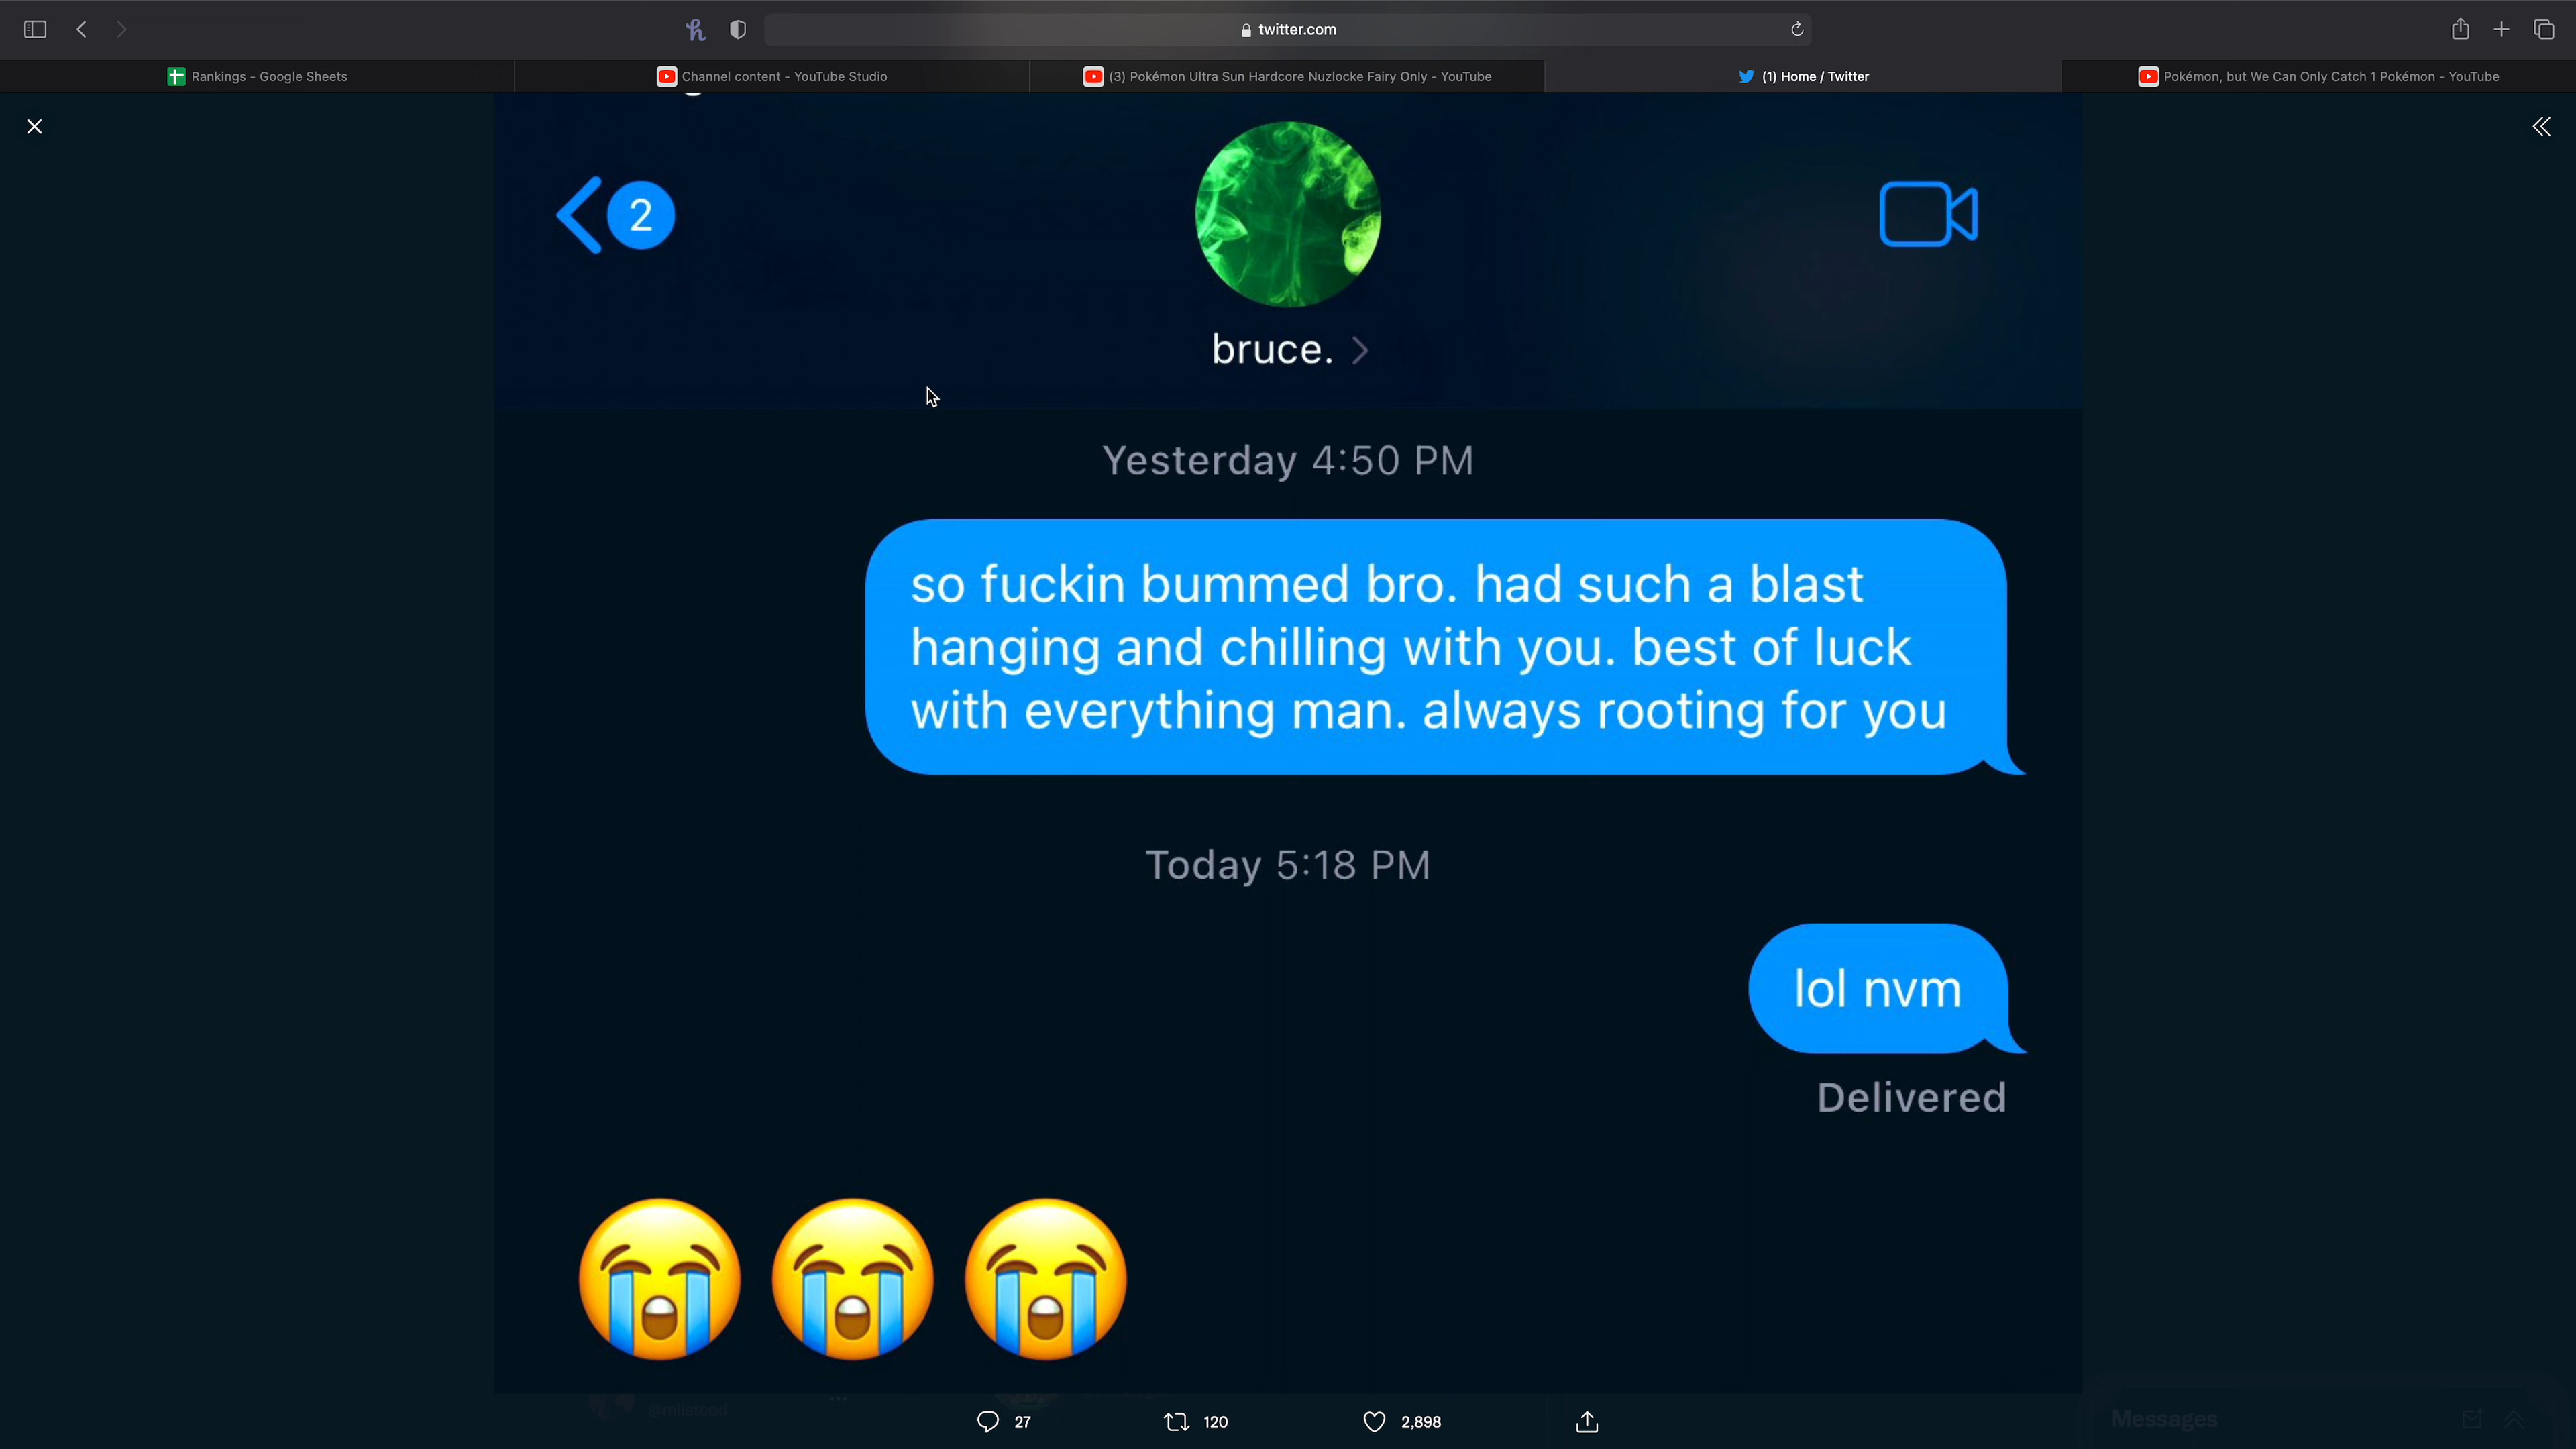 twitter.com
Rankings - Google Sheets
Channel content - YouTube Studio
(3) Pokémon Ultra Sun Hardcore Nuzlocke Fairy Only - YouTube
(1) Home / Twitter
Pokémon, but We Can Only Catch 1 Pokémon - YouTube
2
bruce.
Yesterday 4:50 PM
so fuckin bummed bro. had such a blast
hanging and chilling with you. best of luck
with everything man. always rooting for you
Today 5:18 PM
lol nvm
Delivered
😭😭😭
27
120
2,898
Messages